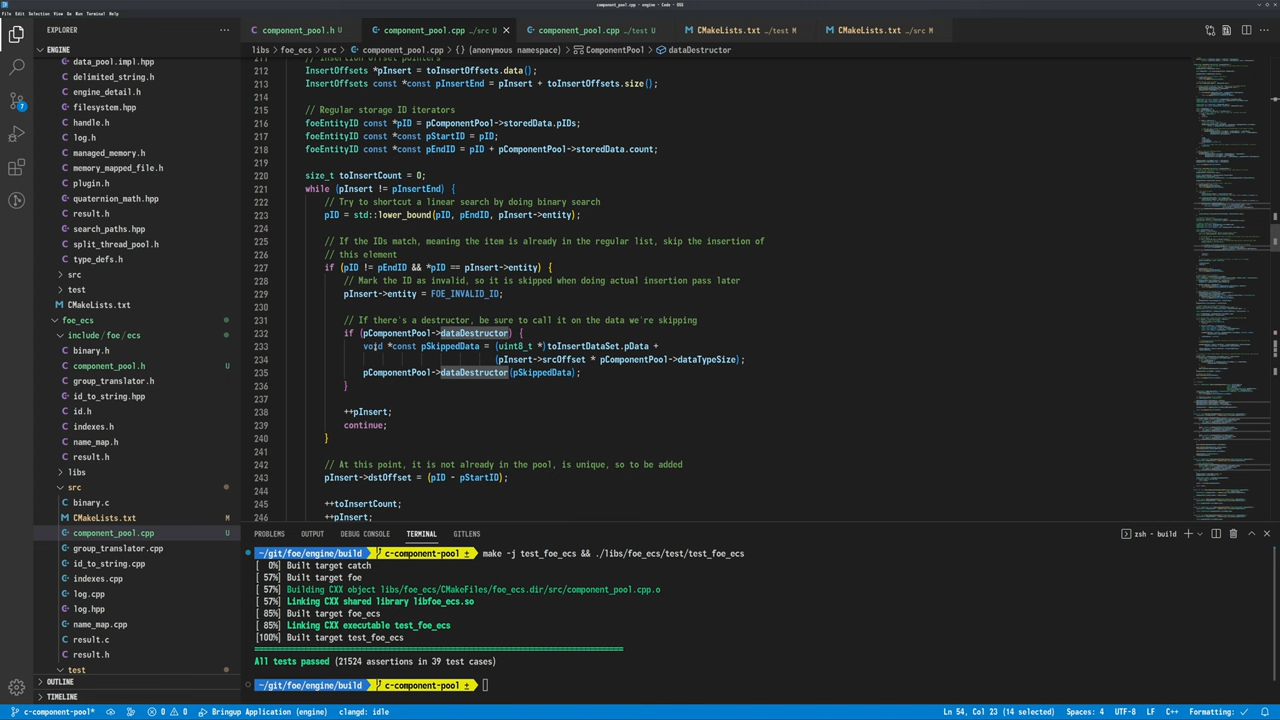 component_pool.cpp - engine - Code - OSS
File Edit Selection View Go Run Terminal Help
EXPLORER
component_pool.h U
component_pool.cpp .../src U
component_pool.cpp .../test U
CMakeLists.txt .../test M
CMakeLists.txt .../src M
libs > foe_ecs > src > component_pool.cpp > {} (anonymous namespace) > ComponentPool > dataDestructor
ENGINE
data_pool.impl.hpp
delimited_string.h
engine_detail.h
filesystem.hpp
handle.h
log.h
managed_memory.h
memory_mapped_file.h
plugin.h
quaternion_math.hpp
result.h
search_paths.hpp
split_thread_pool.h
type_defs.h
src
test
CMakeLists.txt
foe_ecs
include/foe/ecs
binary.h
component_pool.h U
group_translator.h
id_to_string.hpp
id.h
indexes.h
name_map.h
result.h
libs
src
binary.c
CMakeLists.txt M
component_pool.cpp U
group_translator.cpp
id_to_string.cpp
indexes.cpp
log.cpp
log.hpp
name_map.cpp
result.c
result.h
test
OUTLINE
TIMELINE
7
211 // Insertion offset pointers
212 InsertOffsets *pInsert = toInsertOffsets.data();
213 InsertOffsets const *const pInsertEnd = pInsert + toInsertOffsets.size();
214
215 // Regular storage ID iterators
216 foeEntityID const *pID = pComponentPool->storedData.pIDs;
217 foeEntityID const *const pStartID = pID;
218 foeEntityID const *const pEndID = pID + pComponentPool->storedData.count;
219
220 size_t toInsertCount = 0;
221 while (pInsert != pInsertEnd) {
222 // Try to shortcut a linear search by doing binary search
223 pID = std::lower_bound(pID, pEndID, pInsert->entity);
224
225 // If the IDs match, meaning the item is already in the regular list, skip the insertion of
226 // this element
227 if (pID != pEndID && *pID == pInsert->entity) {
228 // Mark the ID as invalid, so it is skipped when doing actual insertion pass later
229 pInsert->entity = FOE_INVALID_ID;
230
231 // If there's a destructor, be sure to call it on the data we're skipping
232 if (pComponentPool->dataDestructor) {
233 void *const pSkippedData = (uint8_t *)toInsertDataSet.pData +
234 (pInsert->srcOffset * pComponentPool->dataTypeSize);
235 pComponentPool->dataDestructor(pSkippedData);
236 }
237
238 ++pInsert;
239 continue;
240 }
241
242 // At this point, it is not already in the pool, is unique, so to be added
243 pInsert->dstOffset = (pID - pStartID);
244
245 ++toInsertCount;
246 ++pInsert;
PROBLEMS OUTPUT DEBUG CONSOLE TERMINAL GITLENS
zsh - build
~/git/foe/engine/build c-component-pool ± make -j test_foe_ecs && ./libs/foe_ecs/test/test_foe_ecs
[ 0%] Built target catch
[ 57%] Built target foe
[ 57%] Building CXX object libs/foe_ecs/CMakeFiles/foe_ecs.dir/src/component_pool.cpp.o
[ 57%] Linking CXX shared library libfoe_ecs.so
[ 85%] Built target foe_ecs
[ 85%] Linking CXX executable test_foe_ecs
[100%] Built target test_foe_ecs
===============================================================================
All tests passed (21524 assertions in 39 test cases)
~/git/foe/engine/build c-component-pool ±
c-component-pool* 0 0 Bringup Application (engine) clangd: idle
Ln 54, Col 23 (14 selected) Spaces: 4 UTF-8 LF C++ Formatting: ✓